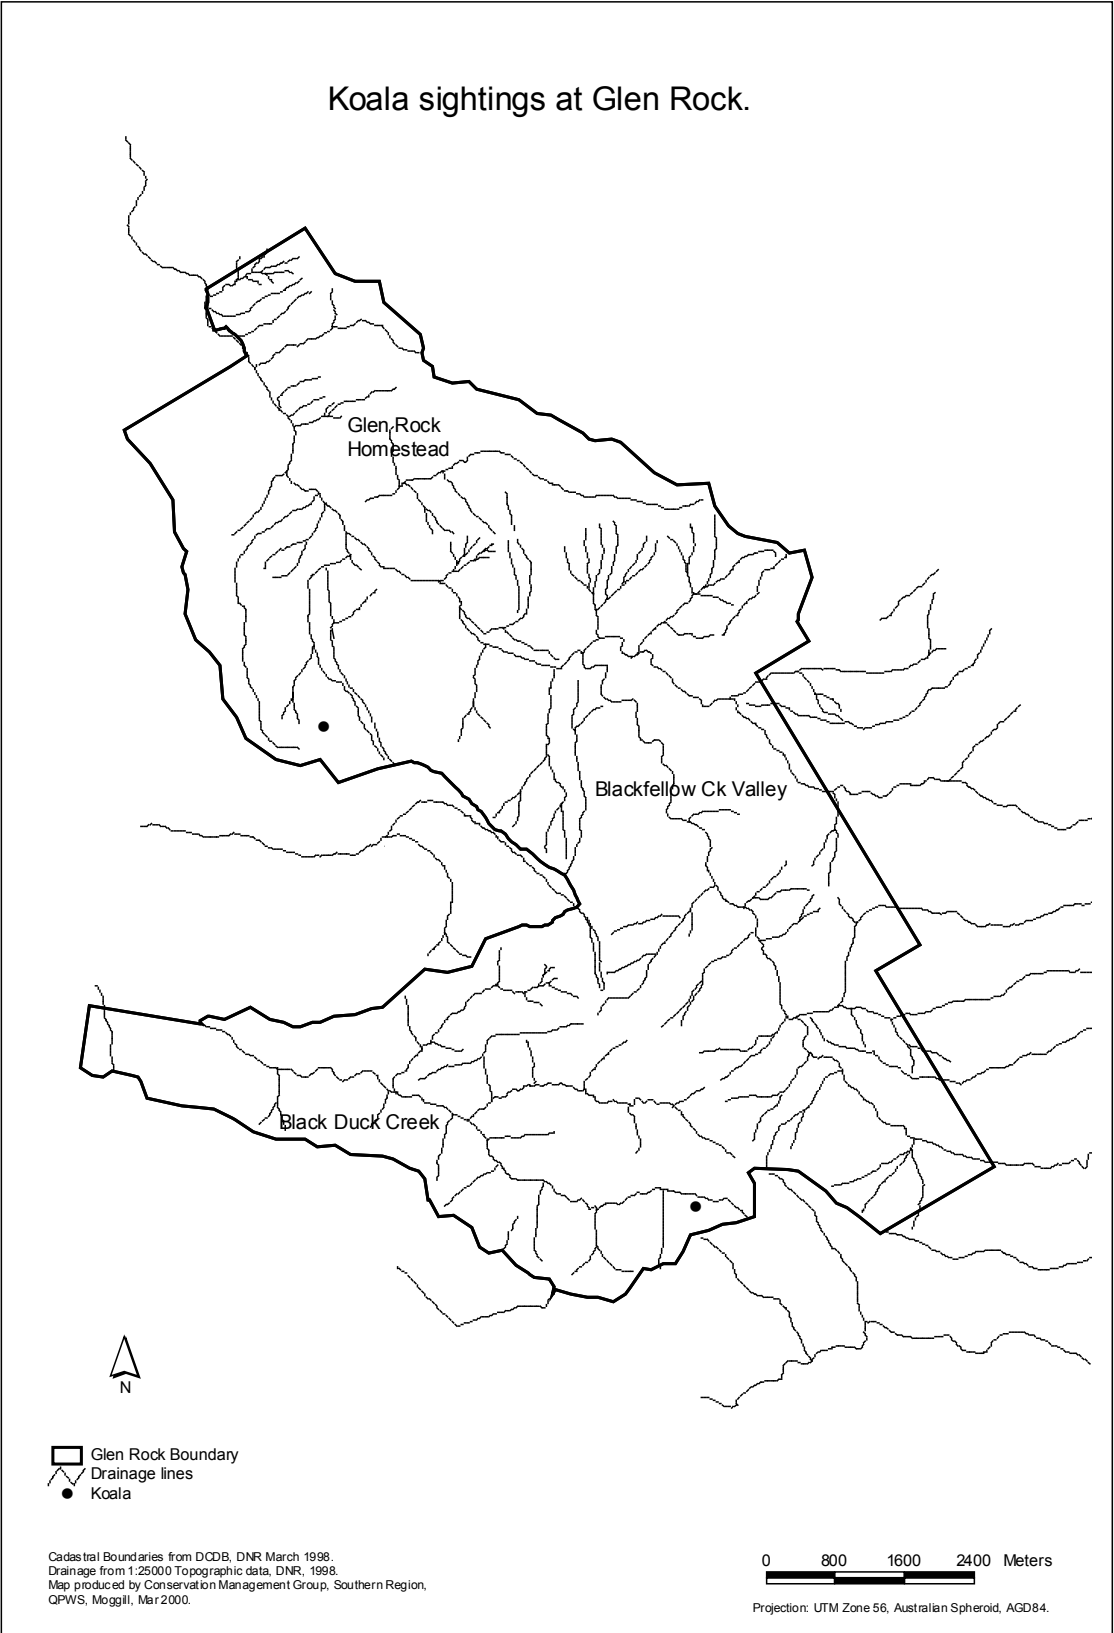 Koala sightings at Glen Rock.
Glen Rock
Homestead
Blackfellow Ck Valley
Black Duck Creek
N
Glen Rock Boundary
Drainage lines
Koala
Cadastral Boundaries from DCDB, DNR March 1998.
Drainage from 1:25000 Topographic data, DNR, 1998.
Map produced by Conservation Management Group, Southern Region,
QPWS, Moggill, Mar 2000.
0 800 1600 2400 Meters
Projection: UTM Zone 56, Australian Spheroid, AGD84.